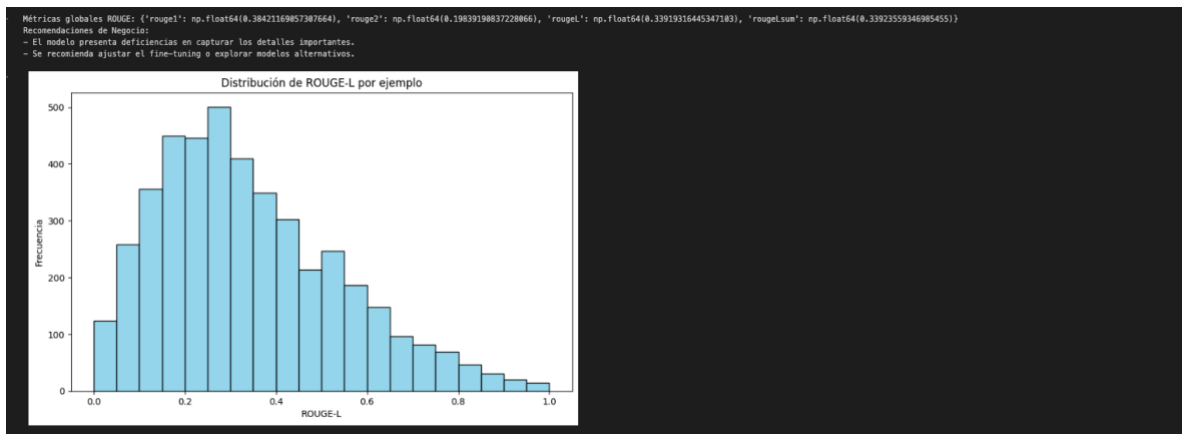 Métricas globales ROUGE: {'rouge1': np.float64(0.38421169857307664), 'rouge2': np.float64(0.19839190837228066), 'rougeL': np.float64(0.33919316445347103), 'rougeLsum': np.float64(0.33923559346985455)}
Recomendaciones de Negocio:
- El modelo presenta deficiencias en capturar los detalles importantes.
- Se recomienda ajustar el fine-tuning o explorar modelos alternativos.
Distribución de ROUGE-L por ejemplo
500
400
300
200
100
0
Frecuencia
0.0 0.2 0.4 0.6 0.8 1.0
ROUGE-L